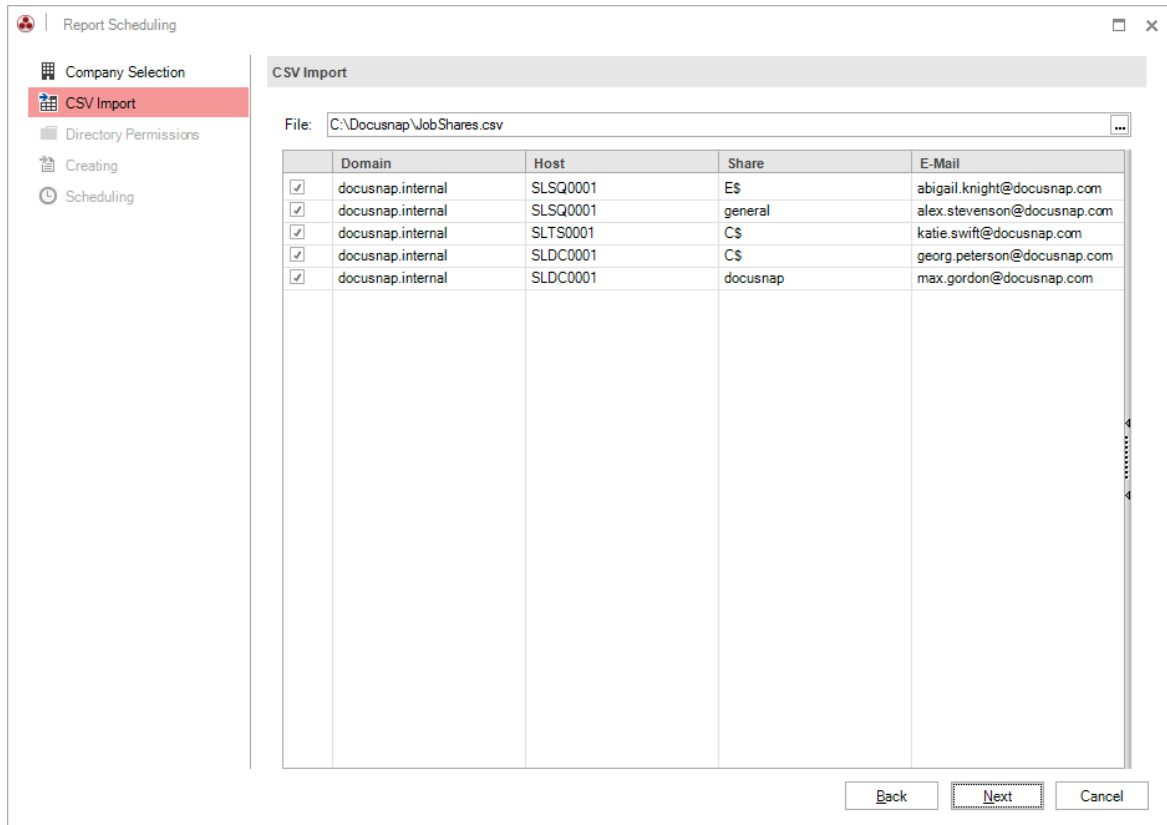 Report Scheduling
Company Selection
CSV Import
Directory Permissions
Creating
Scheduling
CSV Import
File: C:\Docusnap\JobShares.csv ...
Domain Host Share E-Mail
docusnap.internal SLSQ0001 E$ abigail.knight@docusnap.com
docusnap.internal SLSQ0001 general alex.stevenson@docusnap.com
docusnap.internal SLTS0001 C$ katie.swift@docusnap.com
docusnap.internal SLDC0001 C$ georg.peterson@docusnap.com
docusnap.internal SLDC0001 docusnap max.gordon@docusnap.com
Back Next Cancel